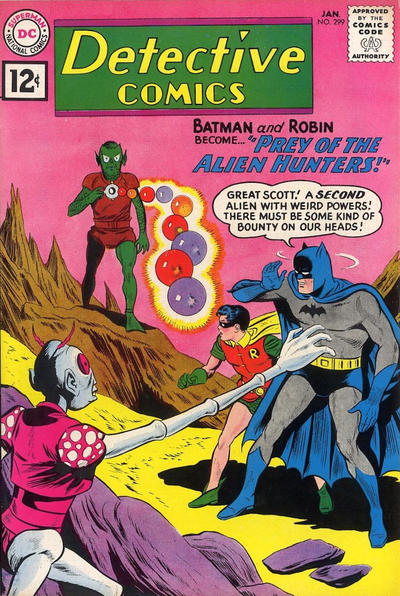 SUPERMAN
DC
NATIONAL COMICS
12¢
JAN.
NO. 299
APPROVED
BY THE
COMICS
CODE
AUTHORITY
Detective
COMICS
BATMAN and ROBIN
BECOME... "PREY OF THE
ALIEN HUNTERS!"
GREAT SCOTT! A SECOND
ALIEN WITH WEIRD POWERS!
THERE MUST BE SOME KIND OF
BOUNTY ON OUR HEADS!
R